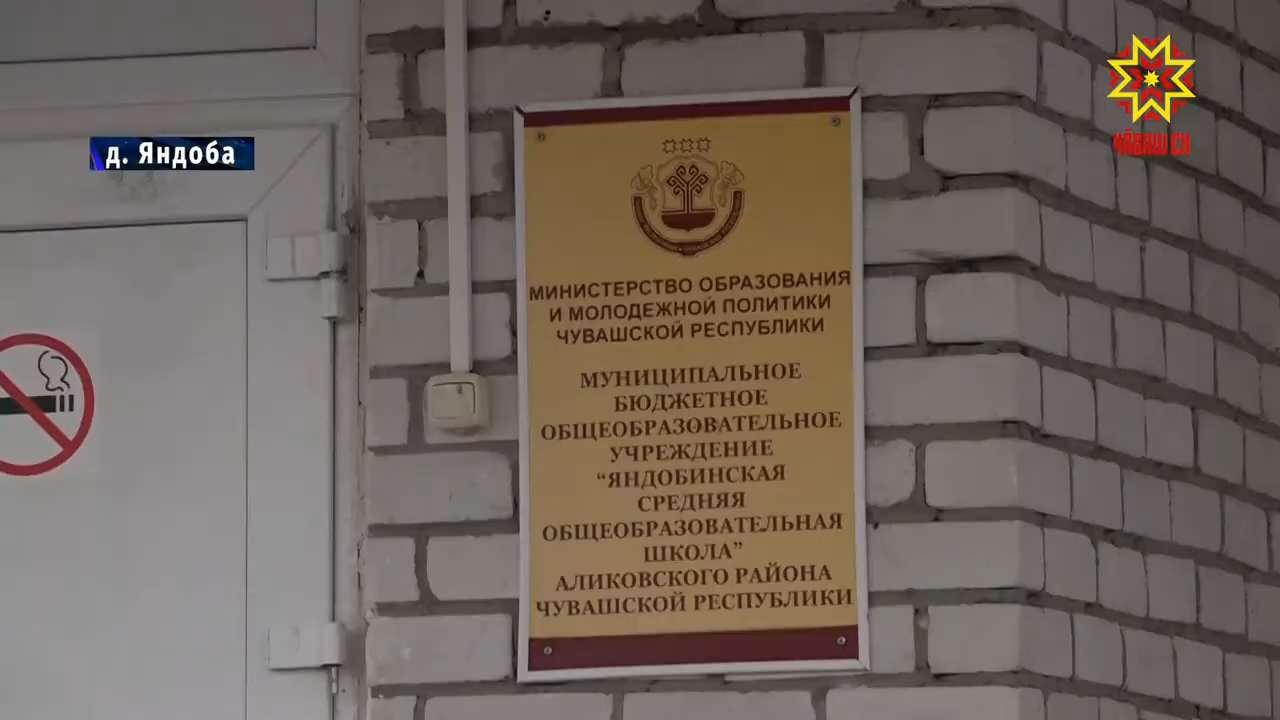 д. Яндоба
ЧӐВАШ ЕН
МИНИСТЕРСТВО ОБРАЗОВАНИЯ
И МОЛОДЕЖНОЙ ПОЛИТИКИ
ЧУВАШСКОЙ РЕСПУБЛИКИ
МУНИЦИПАЛЬНОЕ
БЮДЖЕТНОЕ
ОБЩЕОБРАЗОВАТЕЛЬНОЕ
УЧРЕЖДЕНИЕ
“ЯНДОБИНСКАЯ
СРЕДНЯЯ
ОБЩЕОБРАЗОВАТЕЛЬНАЯ
ШКОЛА”
АЛИКОВСКОГО РАЙОНА
ЧУВАШСКОЙ РЕСПУБЛИКИ